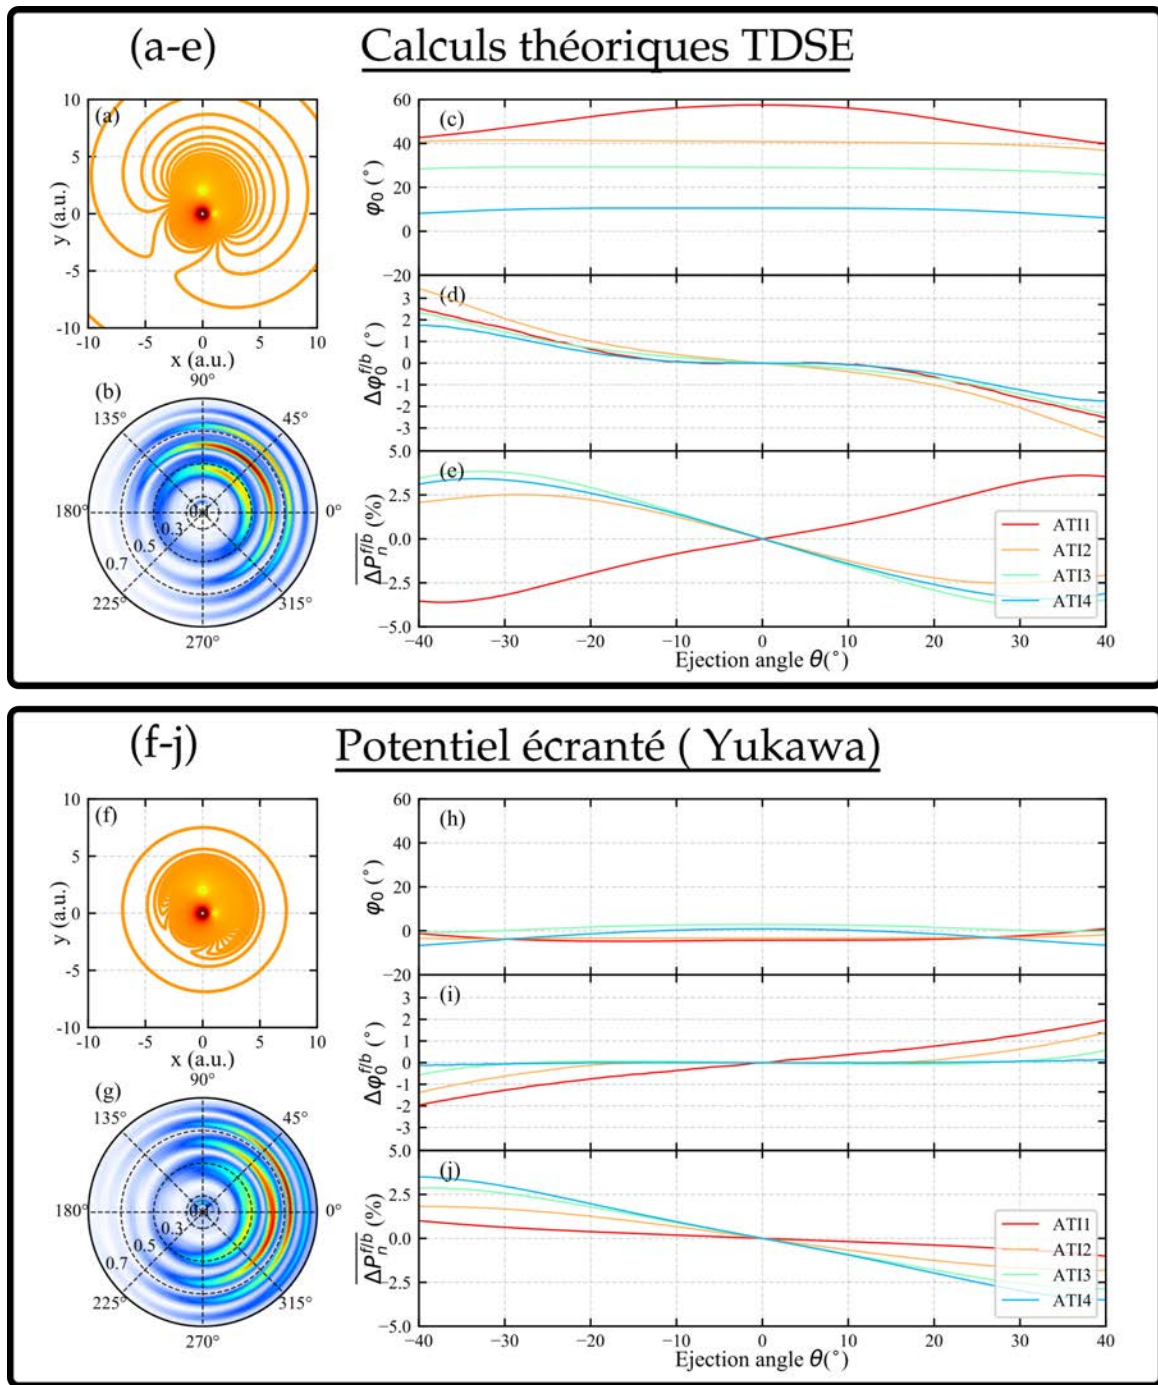 (a-e) Calculs théoriques TDSE
(a)
10
5
0
-5
-10
y (a.u.)
-10 -5 0 5 10
x (a.u.)
(b)
90°
135° 45°
180° 0°
0.3
0.5
0.7
225° 315°
270°
(c)
60
40
20
0
−20
φ₀ (°)
(d)
3
2
1
0
-1
-2
-3
Δφ₀^{f/b} (°)
(e)
5.0
2.5
0.0
−2.5
−5.0
ΔPₙ^{f/b} (%)
ATI1
ATI2
ATI3
ATI4
−40 −30 −20 −10 0 10 20 30 40
Ejection angle θ(°)
(f-j) Potentiel écranté ( Yukawa)
(f)
10
5
0
-5
-10
y (a.u.)
-10 -5 0 5 10
x (a.u.)
(g)
90°
135° 45°
180° 0°
0.3
0.5
0.7
225° 315°
270°
(h)
60
40
20
0
−20
φ₀ (°)
(i)
3
2
1
0
-1
-2
-3
Δφ₀^{f/b} (°)
(j)
5.0
2.5
0.0
−2.5
−5.0
ΔPₙ^{f/b} (%)
ATI1
ATI2
ATI3
ATI4
−40 −30 −20 −10 0 10 20 30 40
Ejection angle θ(°)